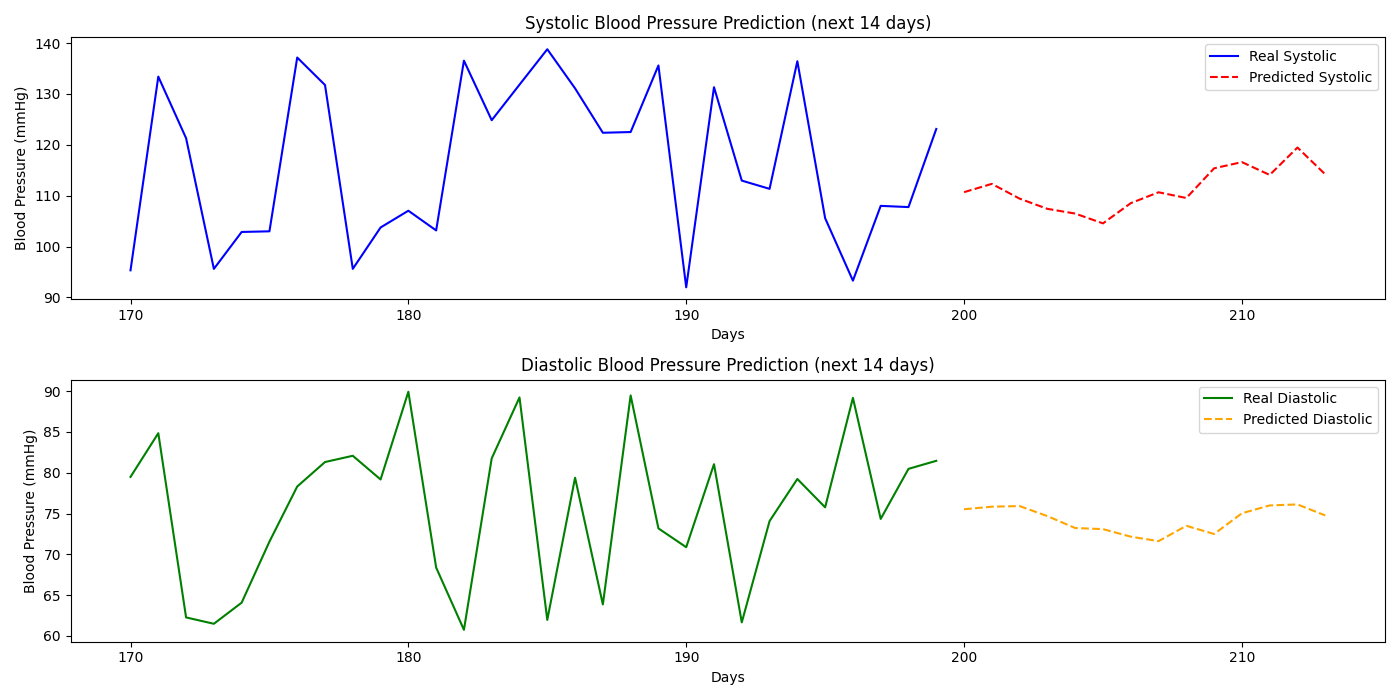 Systolic Blood Pressure Prediction (next 14 days)
140
130
120
110
100
90
Blood Pressure (mmHg)
Real Systolic
Predicted Systolic
170 180 190 200 210
Days
Diastolic Blood Pressure Prediction (next 14 days)
90
85
80
75
70
65
60
Blood Pressure (mmHg)
Real Diastolic
Predicted Diastolic
170 180 190 200 210
Days